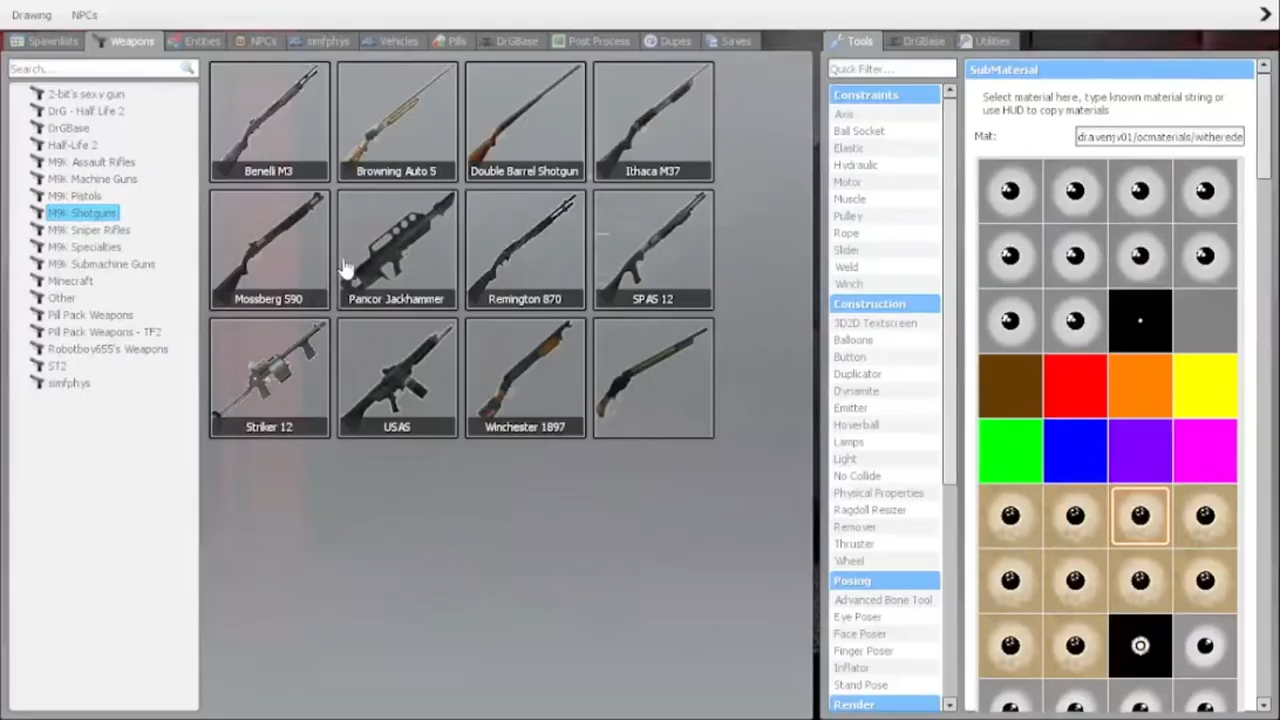 Drawing NPCs
Spawnlists Weapons Entities NPCs simfphys Vehicles Pills DrGBase Post Process Dupes Saves
Search...
2-bit's sexy gun
DrG - Half Life 2
DrGBase
Half-Life 2
M9K Assault Rifles
M9K Machine Guns
M9K Pistols
M9K Shotguns
M9K Sniper Rifles
M9K Specialties
M9K Submachine Guns
Minecraft
Other
Pill Pack Weapons
Pill Pack Weapons - TF2
Robotboy655's Weapons
ST2
simfphys
Benelli M3 Browning Auto 5 Double Barrel Shotgun Ithaca M37
Mossberg 590 Pancor Jackhammer Remington 870 SPAS 12
Striker 12 USAS Winchester 1897
Tools DrGBase Utilities
Quick Filter...
Constraints
Axis
Ball Socket
Elastic
Hydraulic
Motor
Muscle
Pulley
Rope
Slider
Weld
Winch
Construction
3D2D Textscreen
Balloons
Button
Duplicator
Dynamite
Emitter
Hoverball
Lamps
Light
No Collide
Physical Properties
Ragdoll Resizer
Remover
Thruster
Wheel
Posing
Advanced Bone Tool
Eye Poser
Face Poser
Finger Poser
Inflator
Stand Pose
Render
SubMaterial
Select material here, type known material string or
use HUD to copy materials
Mat: dravenjv01/ocmaterials/witherede